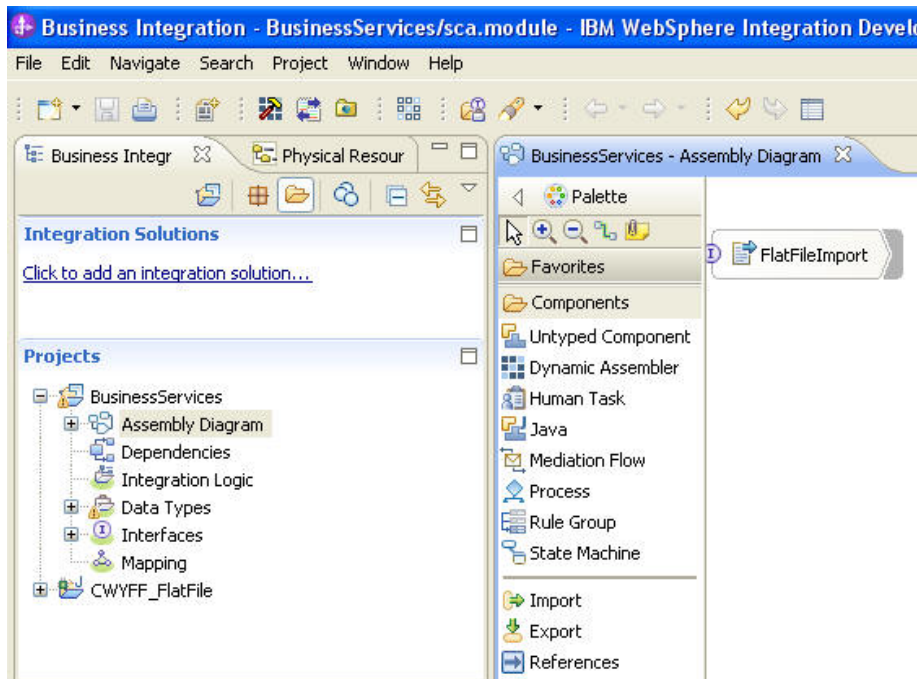 Business Integration - BusinessServices/sca.module - IBM WebSphere Integration Develo
File Edit Navigate Search Project Window Help
Business Integr
Physical Resour
BusinessServices - Assembly Diagram
Palette
Integration Solutions
Click to add an integration solution...
Favorites
I FlatFileImport
Components
Untyped Component
Projects
Dynamic Assembler
BusinessServices
Human Task
Assembly Diagram
Java
Dependencies
Mediation Flow
Integration Logic
Process
Data Types
Rule Group
Interfaces
State Machine
Mapping
CWYFF_FlatFile
Import
Export
References